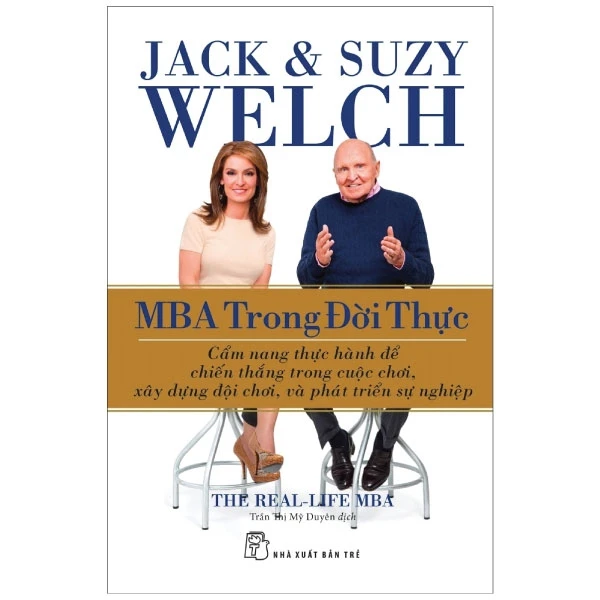 JACK & SUZY
WELCH
MBA Trong Đời Thực
Cẩm nang thực hành để
chiến thắng trong cuộc chơi,
xây dựng đội chơi, và phát triển sự nghiệp
THE REAL-LIFE MBA
Trần Thị Mỹ Duyên dịch
NHÀ XUẤT BẢN TRẺ